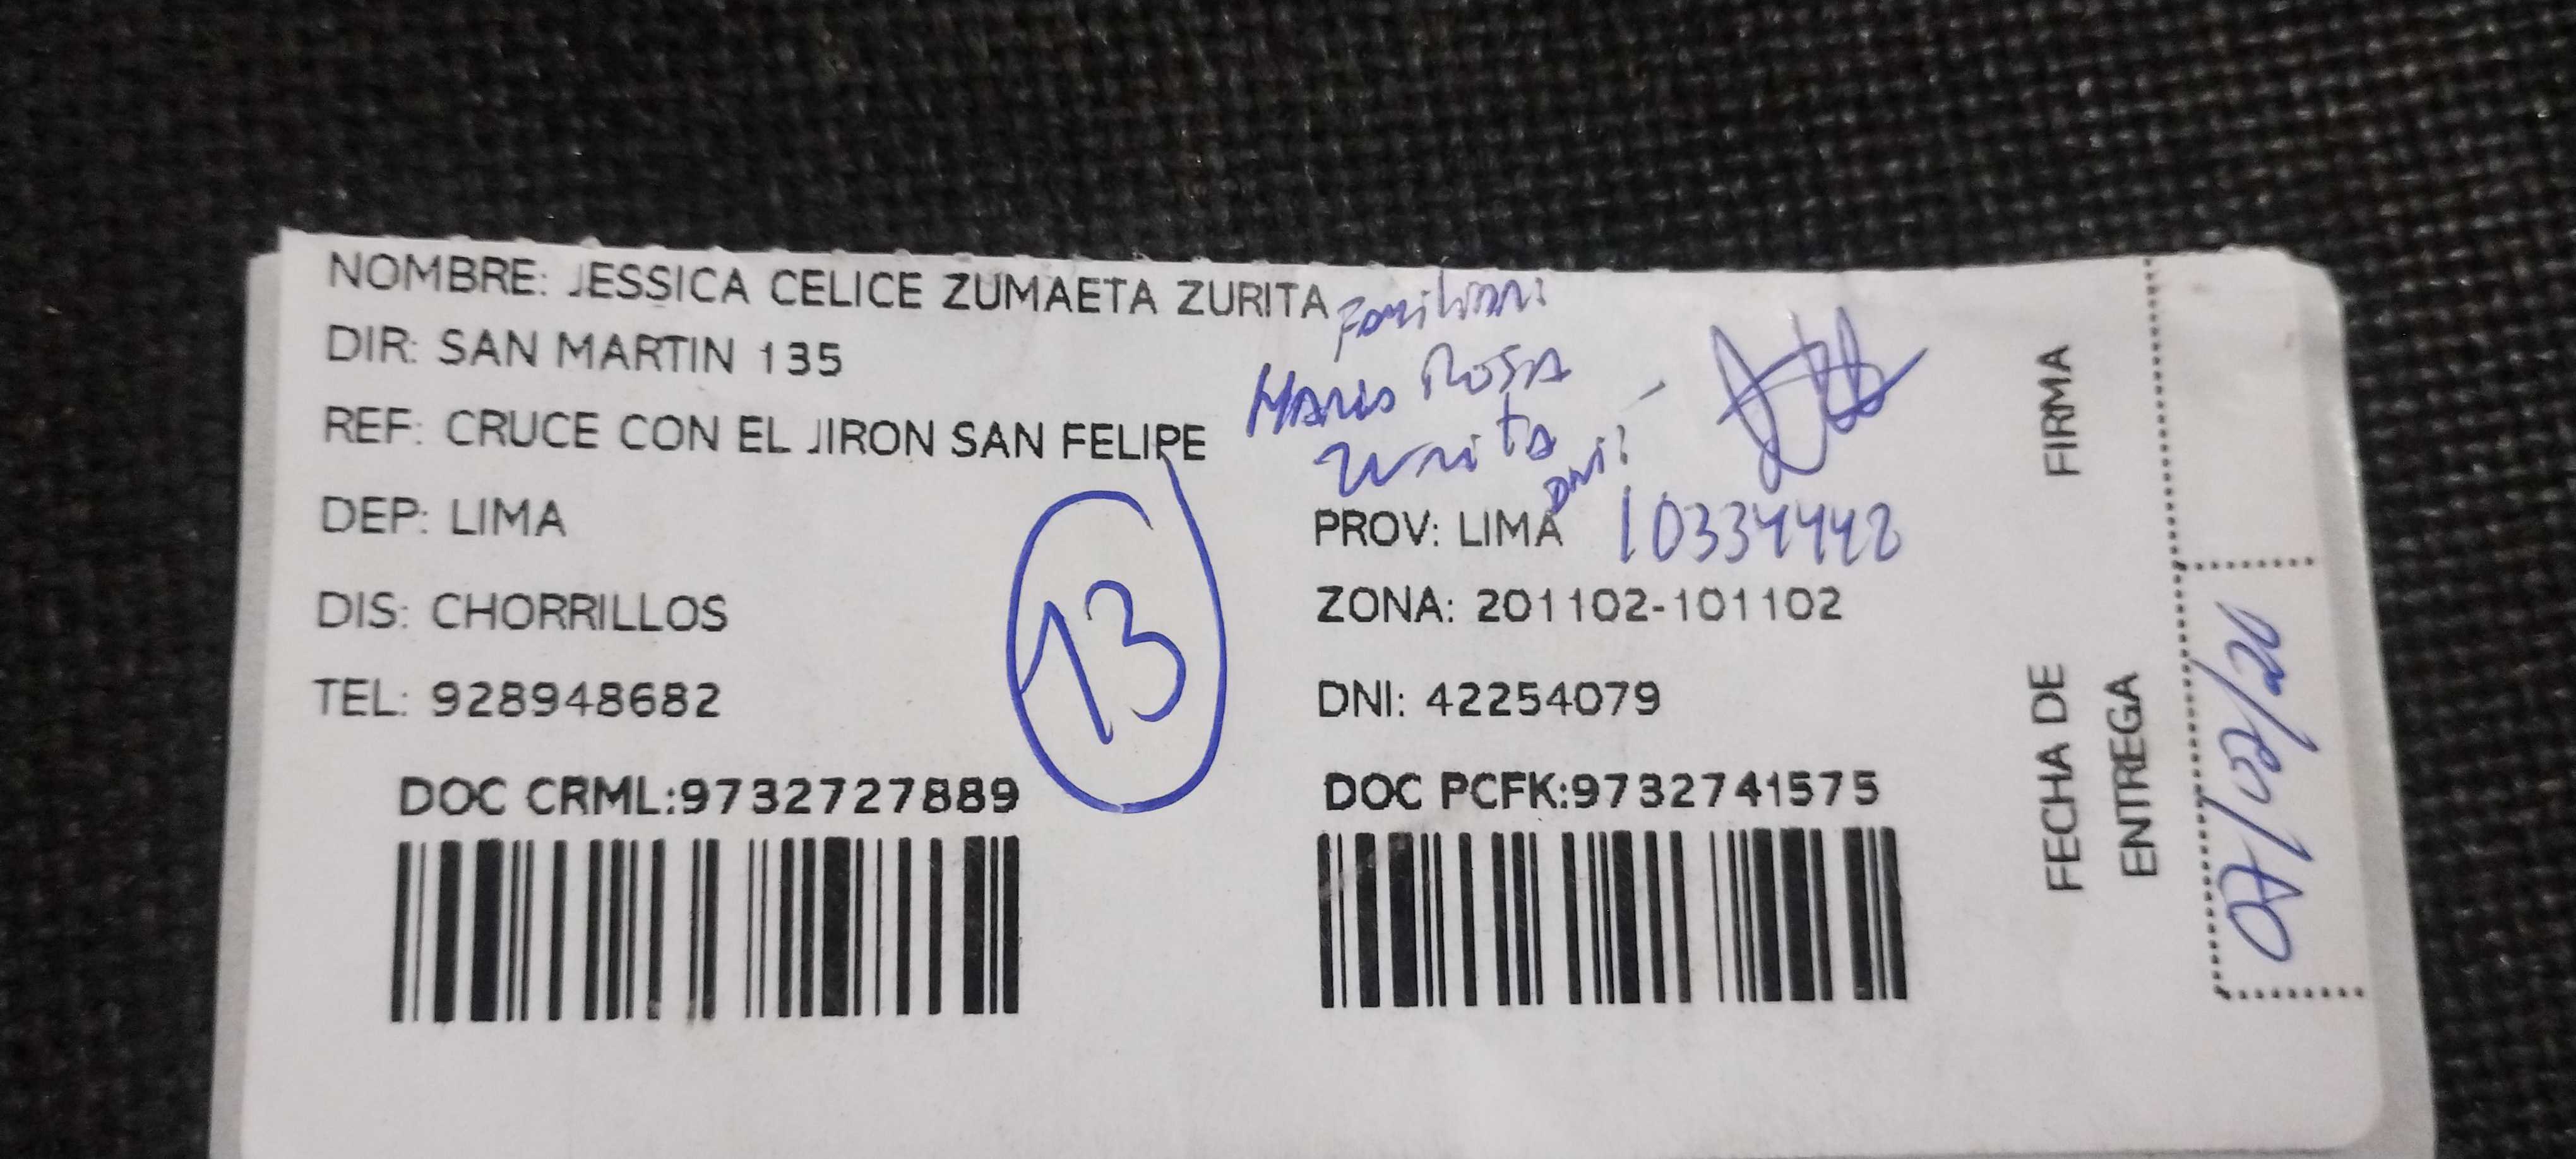 NOMBRE: JESSICA CELICE ZUMAETA ZURITA
Familiar:
DIR: SAN MARTIN 135
Rosa
Zurita
REF: CRUCE CON EL JIRON SAN FELIPE
DNI:
DEP: LIMA
PROV: LIMA
DIS: CHORRILLOS
ZONA: 201102-101102
TEL: 928948682
13
DNI: 42254079
DOC CRML:9732727889
DOC PCFK:9732741575
FIRMA
FECHA DE
ENTREGA